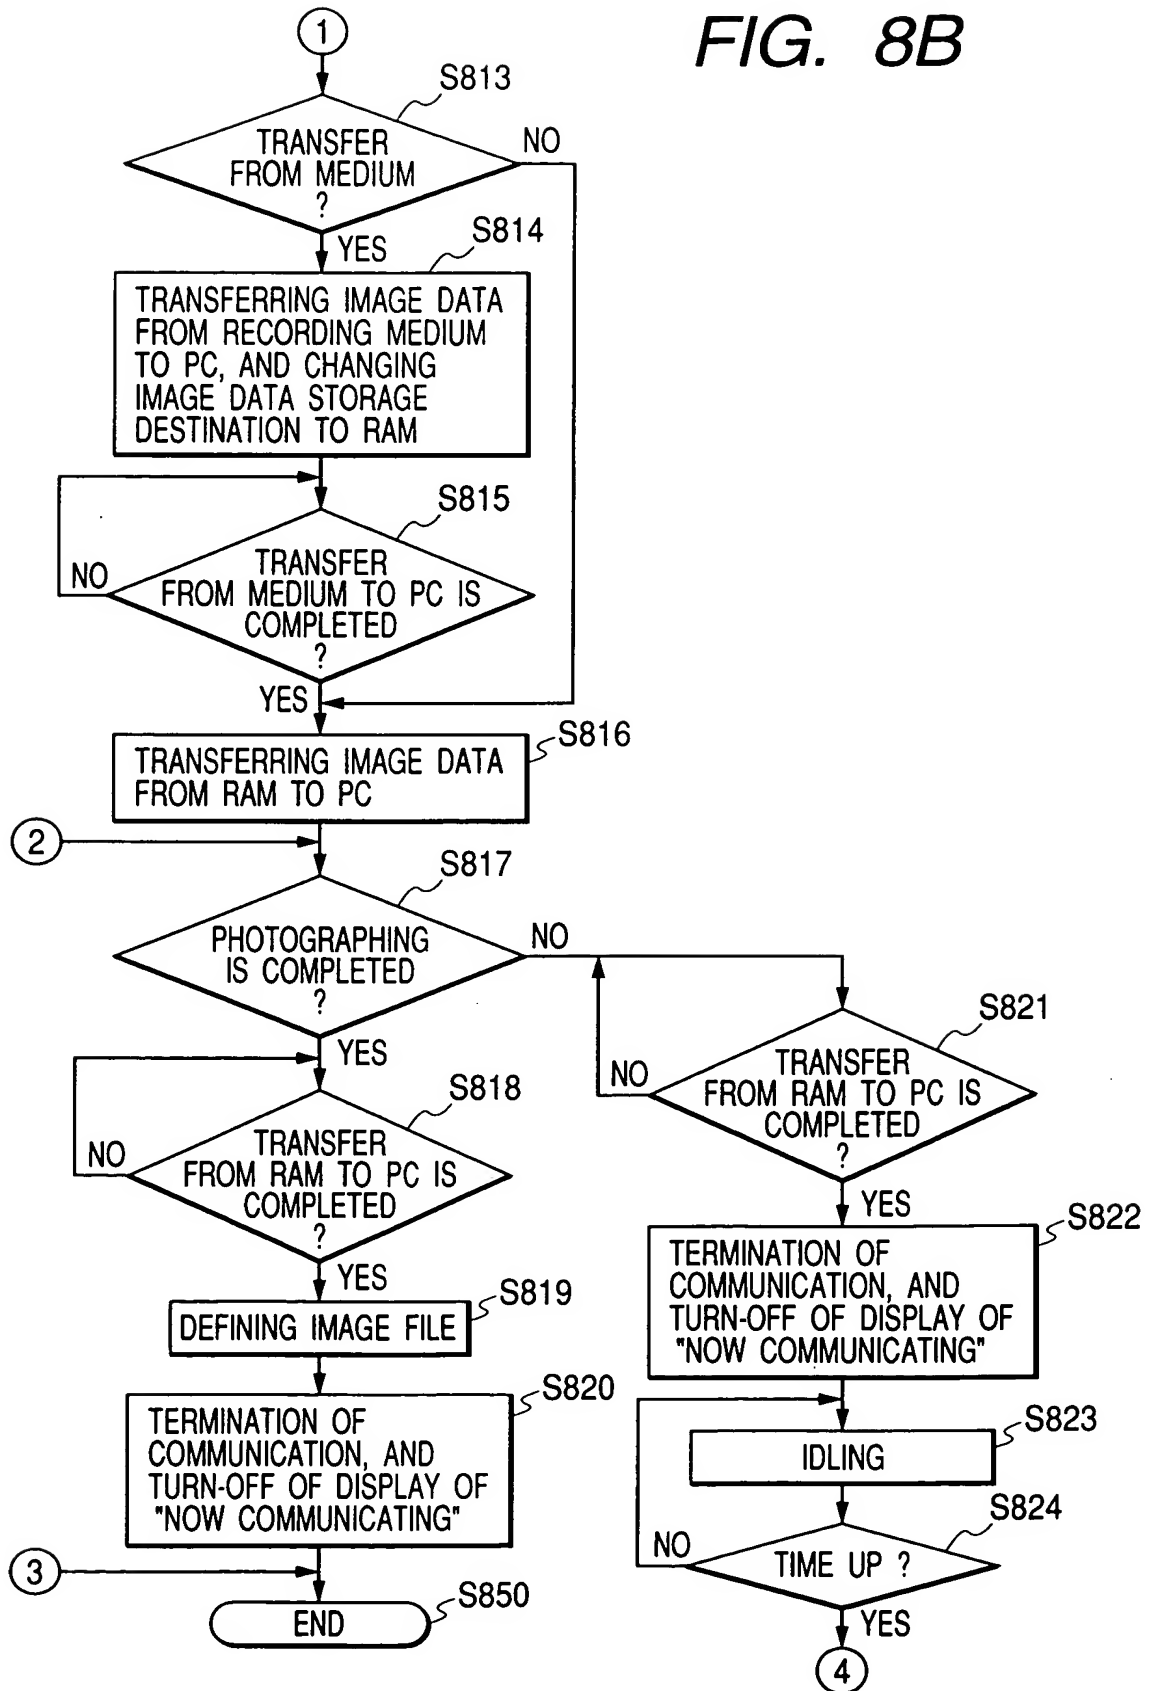 FIG. 8B
1
S813
TRANSFER
FROM MEDIUM
?
NO
YES
S814
TRANSFERRING IMAGE DATA
FROM RECORDING MEDIUM
TO PC, AND CHANGING
IMAGE DATA STORAGE
DESTINATION TO RAM
S815
TRANSFER
FROM MEDIUM TO PC IS
COMPLETED
?
NO
YES
S816
TRANSFERRING IMAGE DATA
FROM RAM TO PC
2
S817
PHOTOGRAPHING
IS COMPLETED
?
NO
YES
S818
TRANSFER
FROM RAM TO PC IS
COMPLETED
?
NO
YES
S819
DEFINING IMAGE FILE
S820
TERMINATION OF
COMMUNICATION, AND
TURN-OFF OF DISPLAY OF
"NOW COMMUNICATING"
3
S850
END
S821
TRANSFER
FROM RAM TO PC IS
COMPLETED
?
NO
YES
S822
TERMINATION OF
COMMUNICATION, AND
TURN-OFF OF DISPLAY OF
"NOW COMMUNICATING"
S823
IDLING
S824
TIME UP ?
NO
YES
4